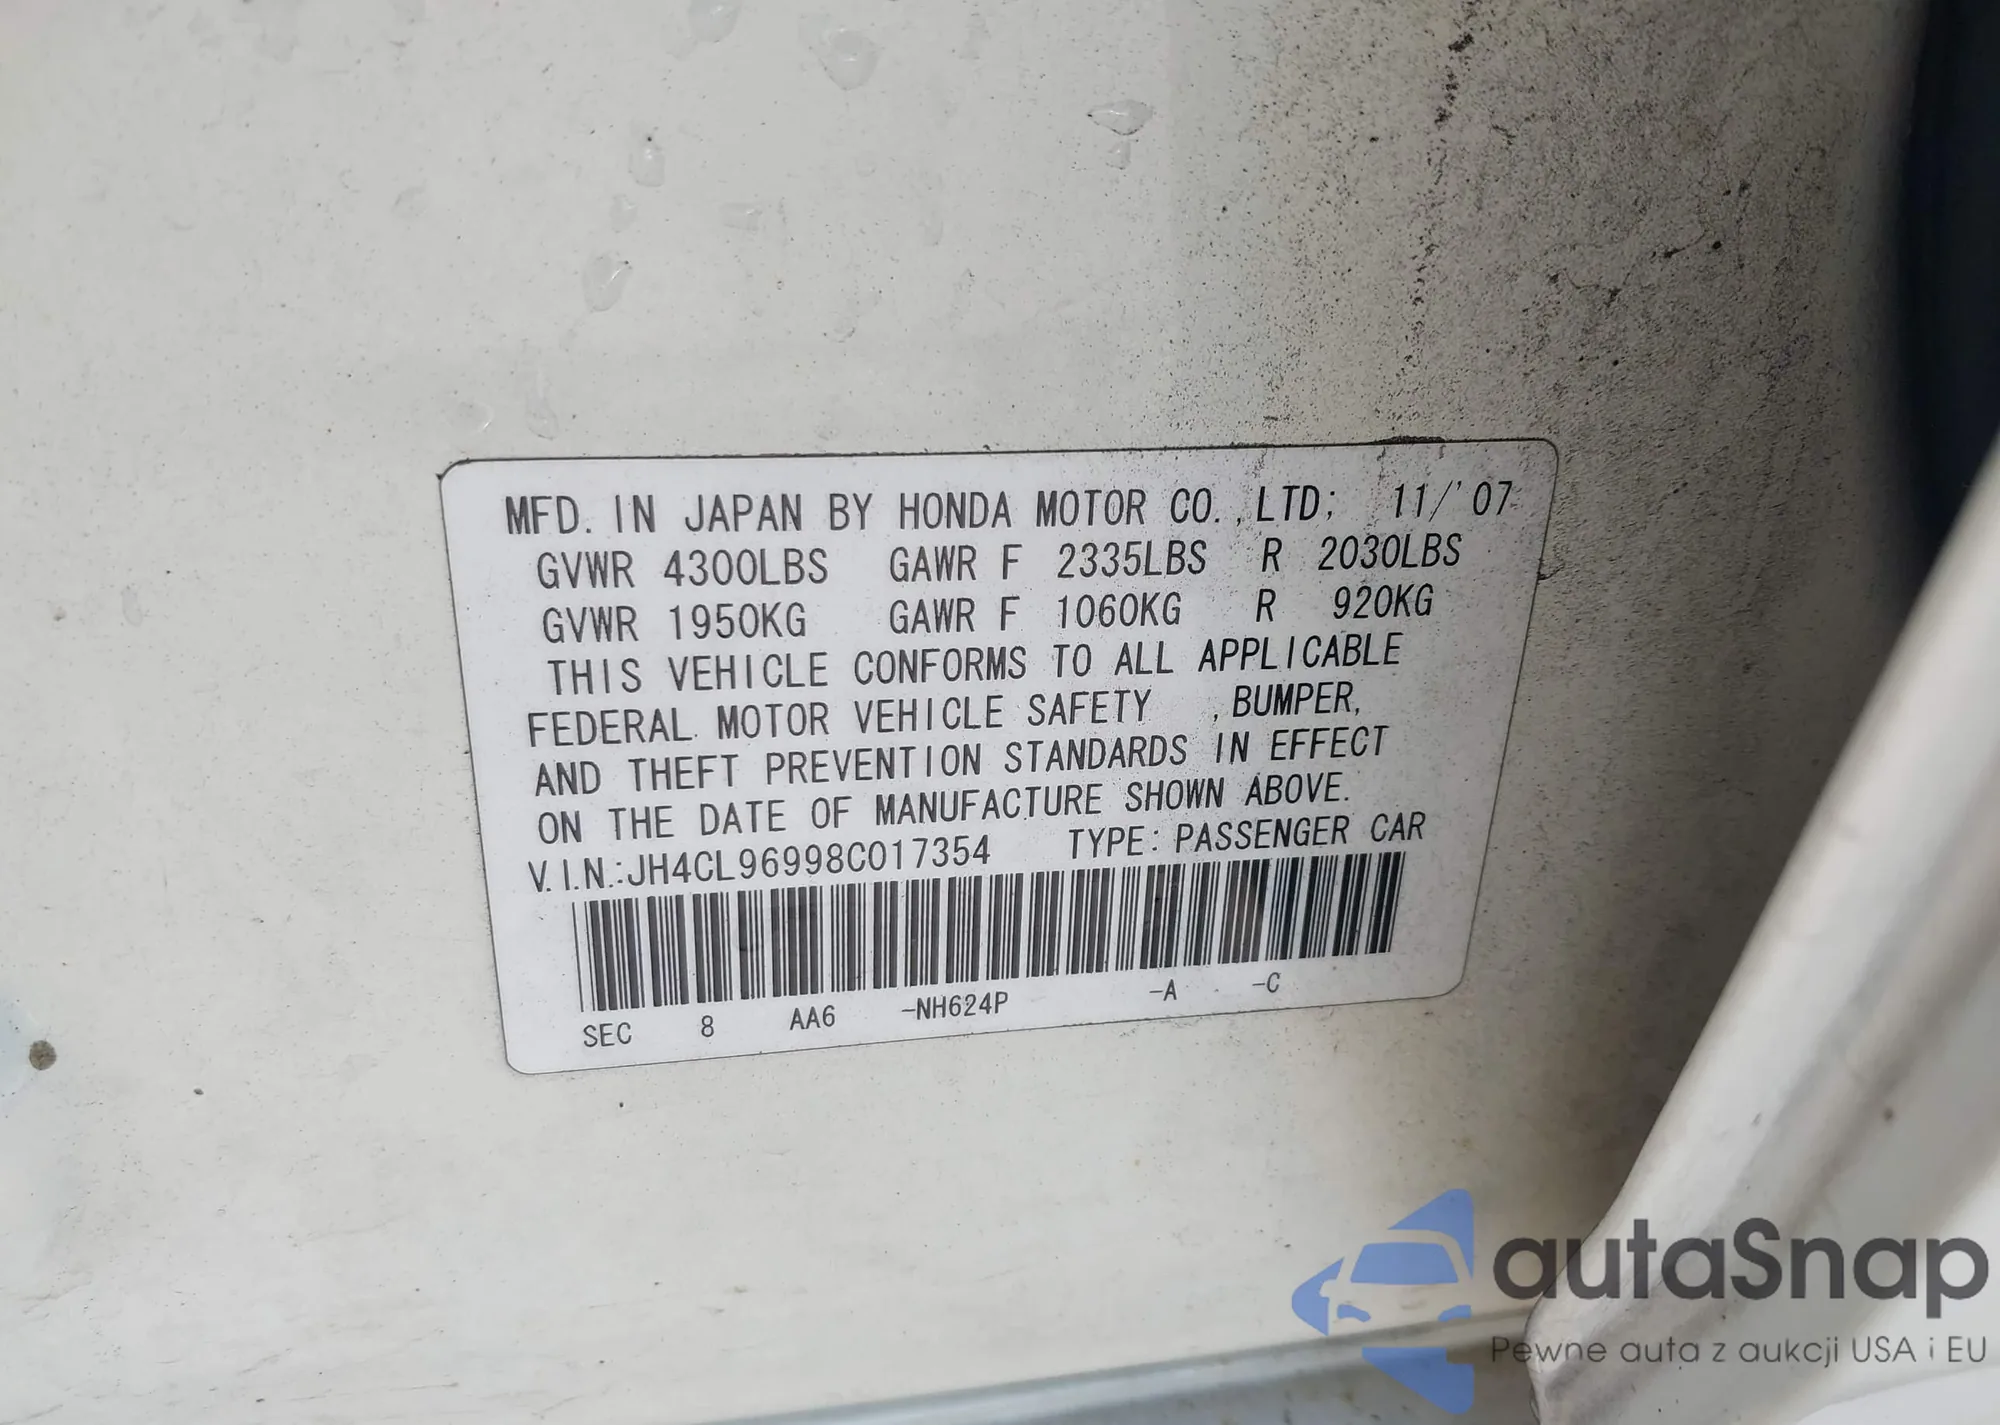 MFD. IN JAPAN BY HONDA MOTOR CO.,LTD; 11/'07
GVWR 4300LBS GAWR F 2335LBS R 2030LBS
GVWR 1950KG GAWR F 1060KG R 920KG
THIS VEHICLE CONFORMS TO ALL APPLICABLE
FEDERAL MOTOR VEHICLE SAFETY , BUMPER,
AND THEFT PREVENTION STANDARDS IN EFFECT
ON THE DATE OF MANUFACTURE SHOWN ABOVE.
V.I.N.:JH4CL96998C017354 TYPE: PASSENGER CAR
SEC 8 AA6 -NH624P -A -C
autaSnap
Pewne auta z aukcji USA i EU